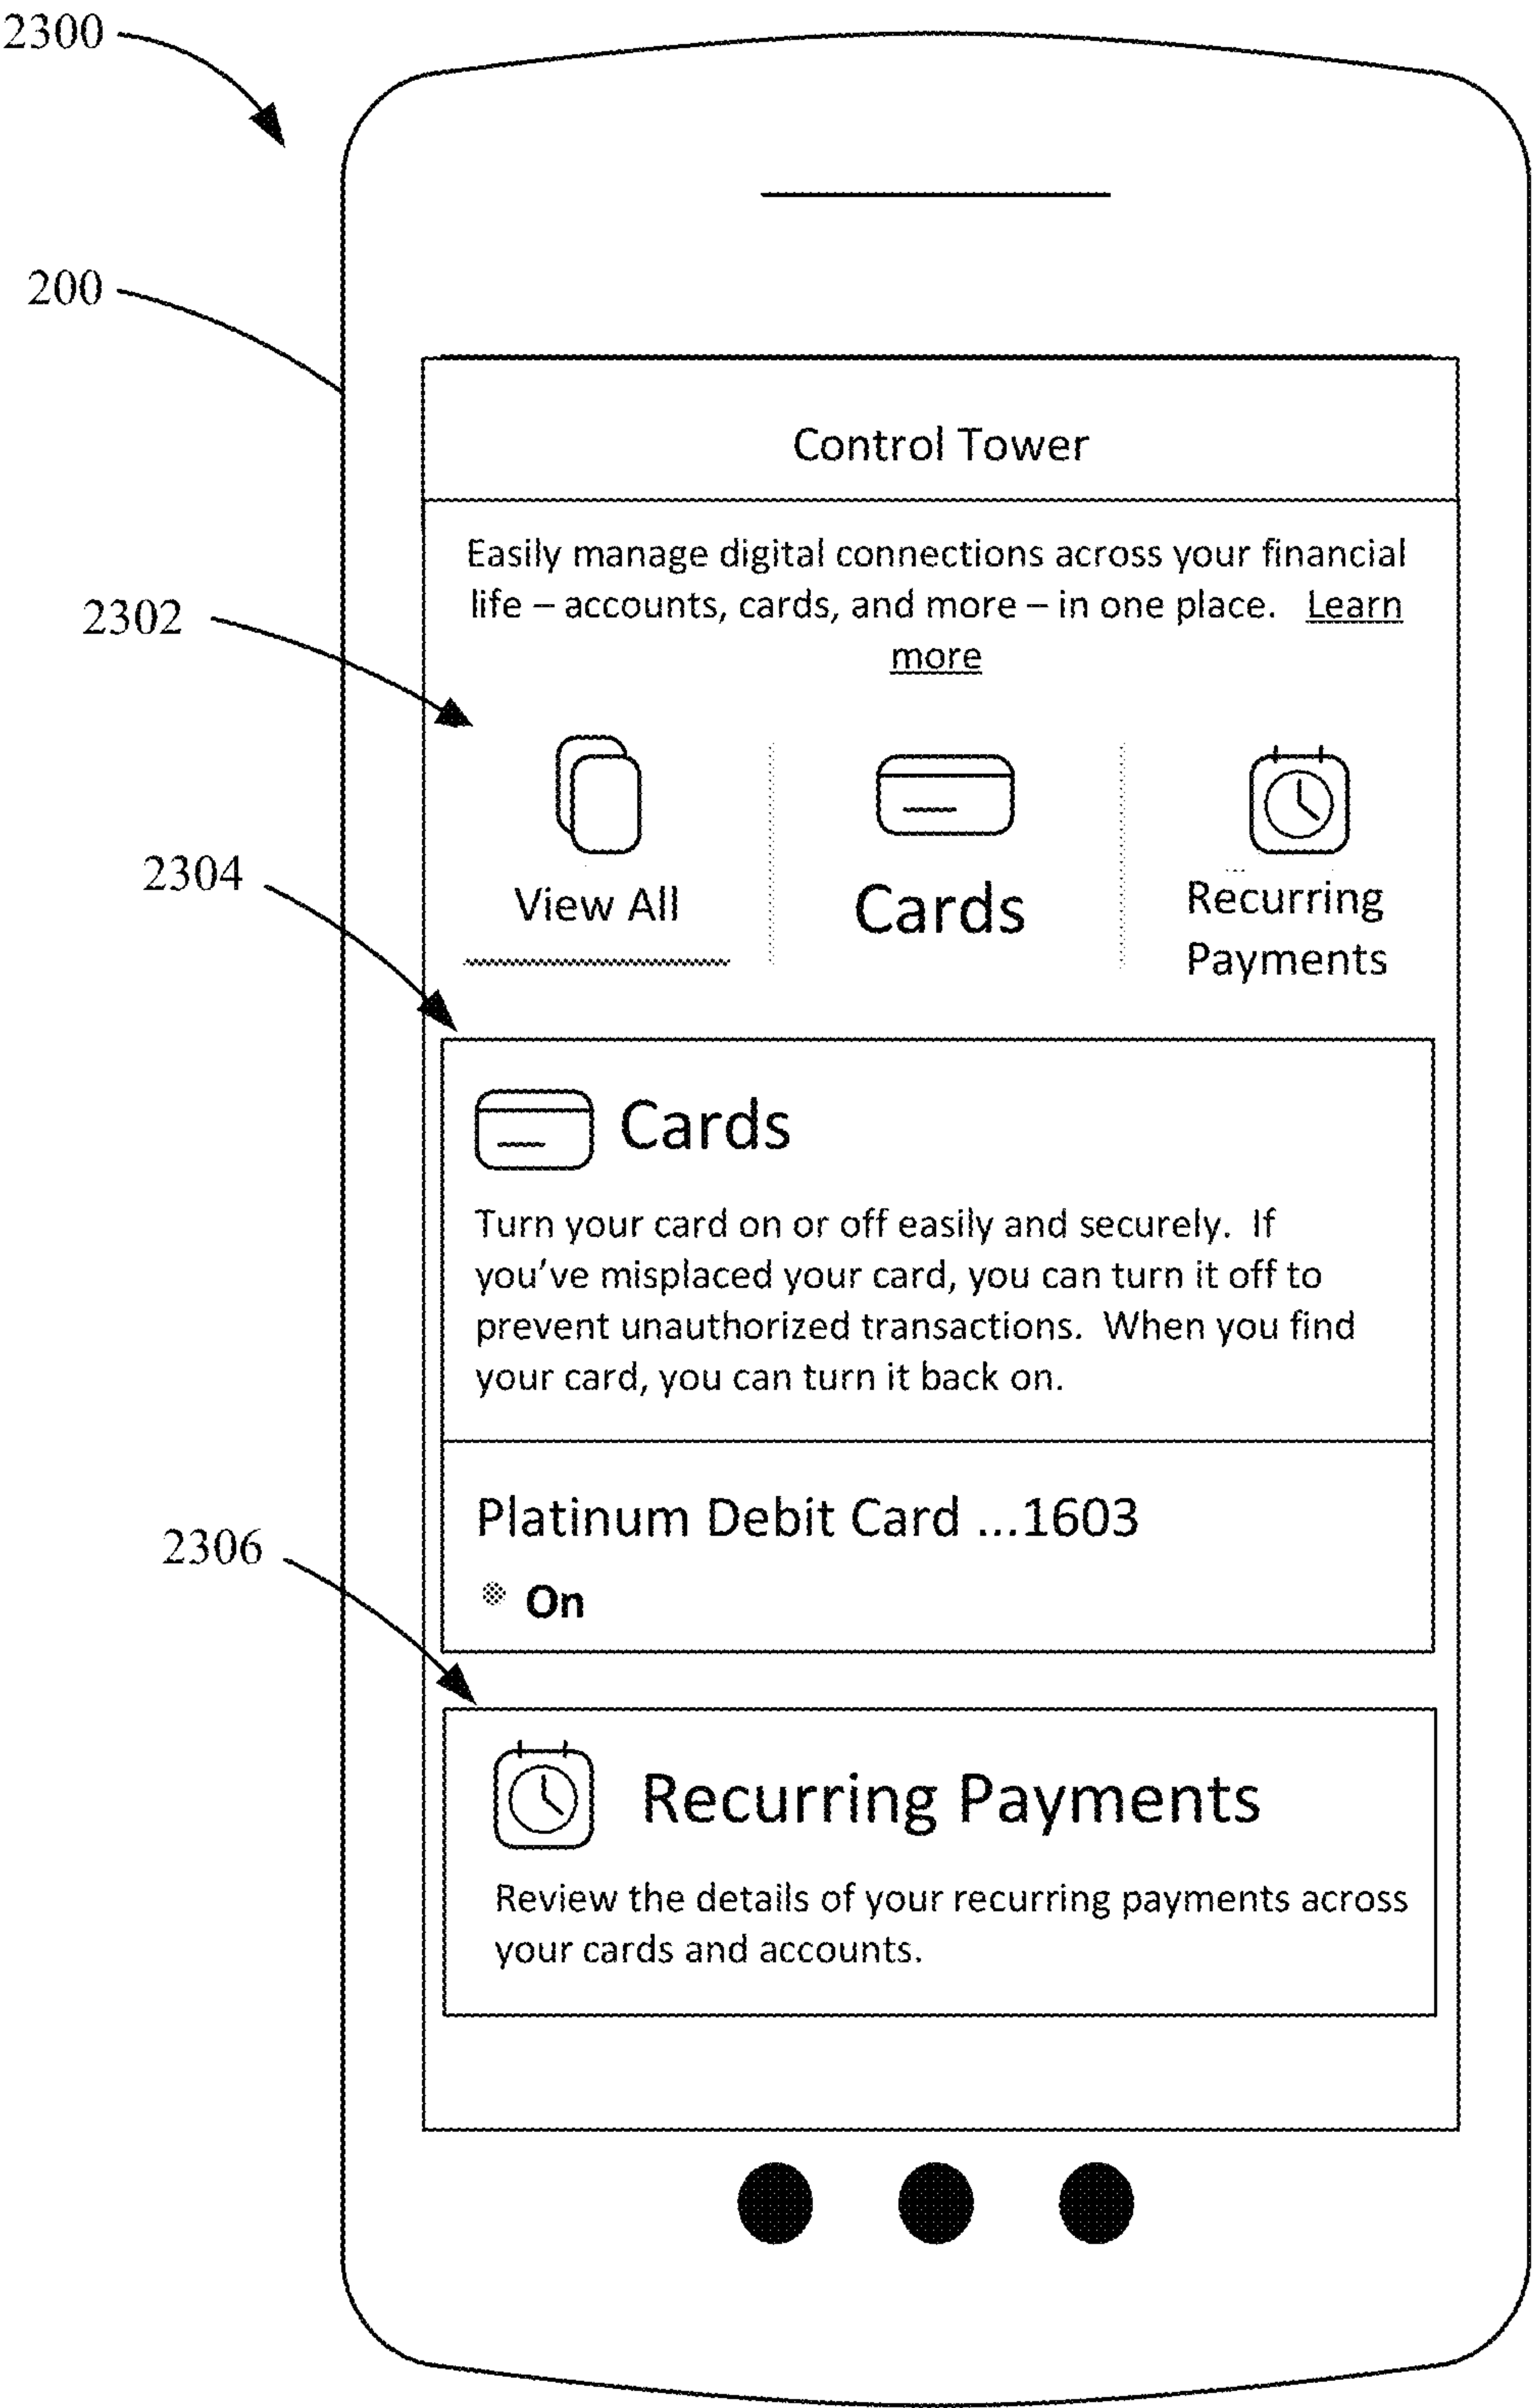 2300
200
Control Tower
Easily manage digital connections across your financial
life – accounts, cards, and more – in one place. Learn
more
2302
View All
Cards
Recurring
Payments
2304
Cards
Turn your card on or off easily and securely. If
you've misplaced your card, you can turn it off to
prevent unauthorized transactions. When you find
your card, you can turn it back on.
Platinum Debit Card ...1603
On
2306
Recurring Payments
Review the details of your recurring payments across
your cards and accounts.